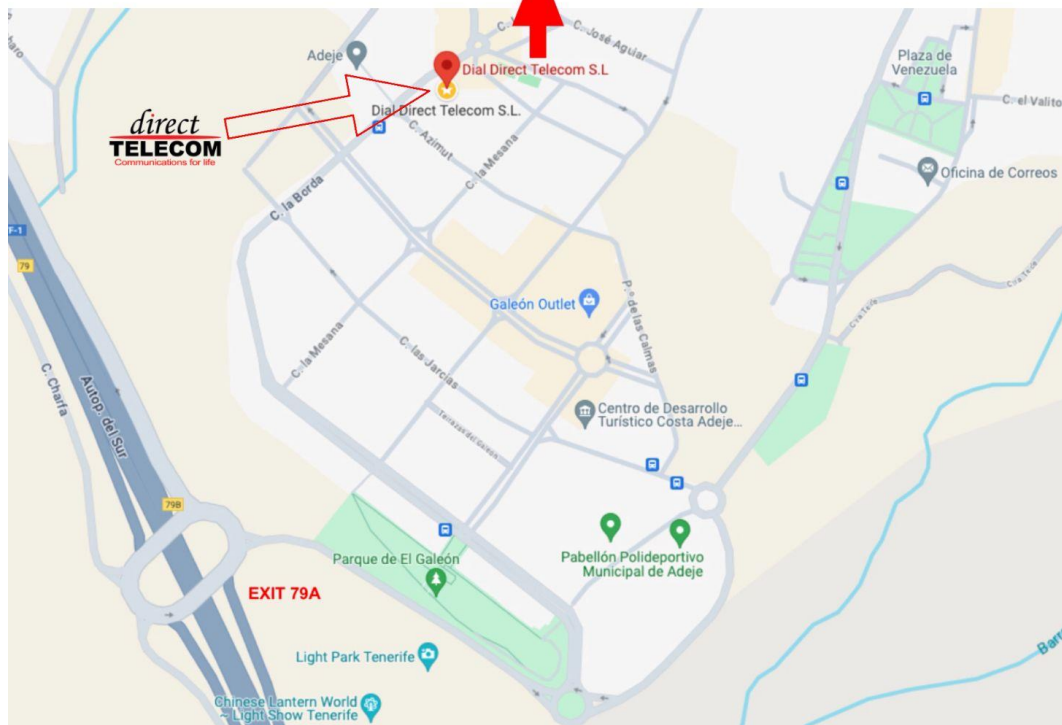 C. José Aguiar
Adeje
Dial Direct Telecom S.L
Dial Direct Telecom S.L.
direct
TELECOM
Communications for life
C. Azimut
C. la Mesana
C. la Borda
Plaza de
Venezuela
C. el Valito
Oficina de Correos
79
Galeón Outlet
P.º de las Calmas
C. la Mesana
C. las Jarcias
Terrazas del Galeón
Centro de Desarrollo
Turístico Costa Adeje...
C. Charfa
Autop. del Sur
79B
Parque de El Galeón
Pabellón Polideportivo
Municipal de Adeje
EXIT 79A
Light Park Tenerife
Chinese Lantern World
~ Light Show Tenerife